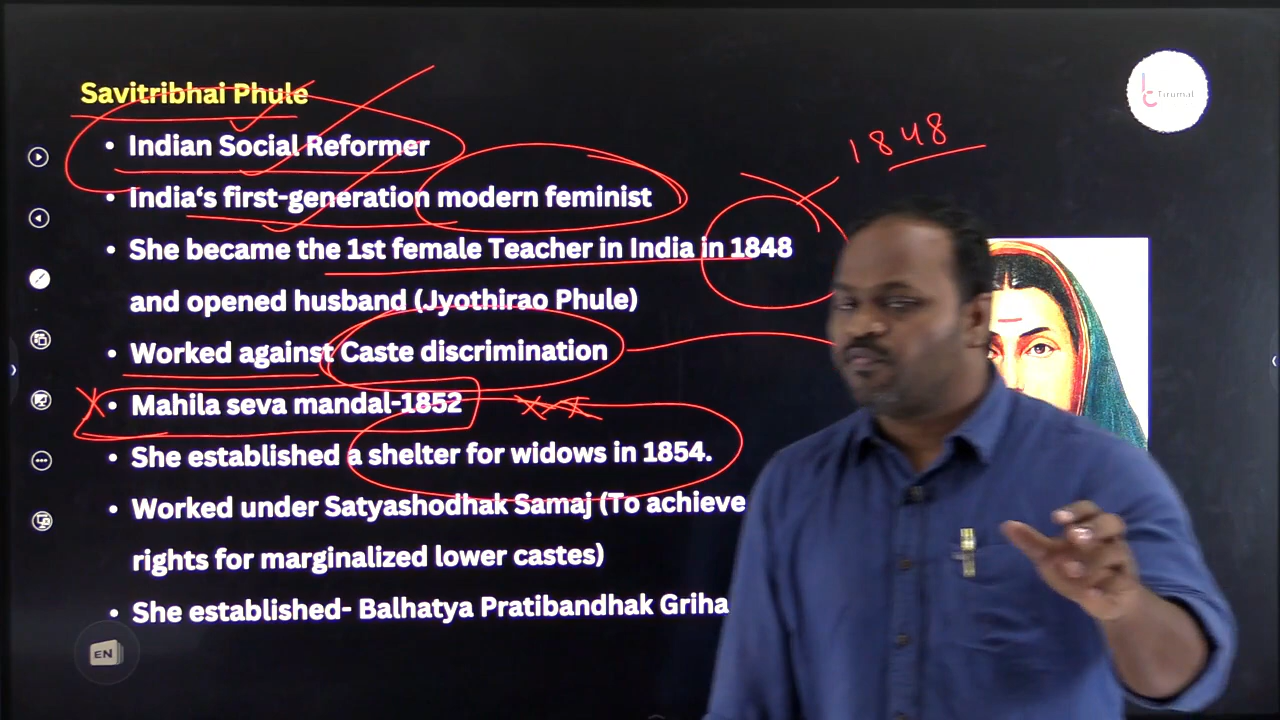 Savitribhai Phule
Tirumal
1848
• Indian Social Reformer
• India‘s first-generation modern feminist
• She became the 1st female Teacher in India in 1848
and opened husband (Jyothirao Phule)
• Worked against Caste discrimination
• Mahila seva mandal-1852
• She established a shelter for widows in 1854.
• Worked under Satyashodhak Samaj (To achieve
rights for marginalized lower castes)
• She established- Balhatya Pratibandhak Griha
EN